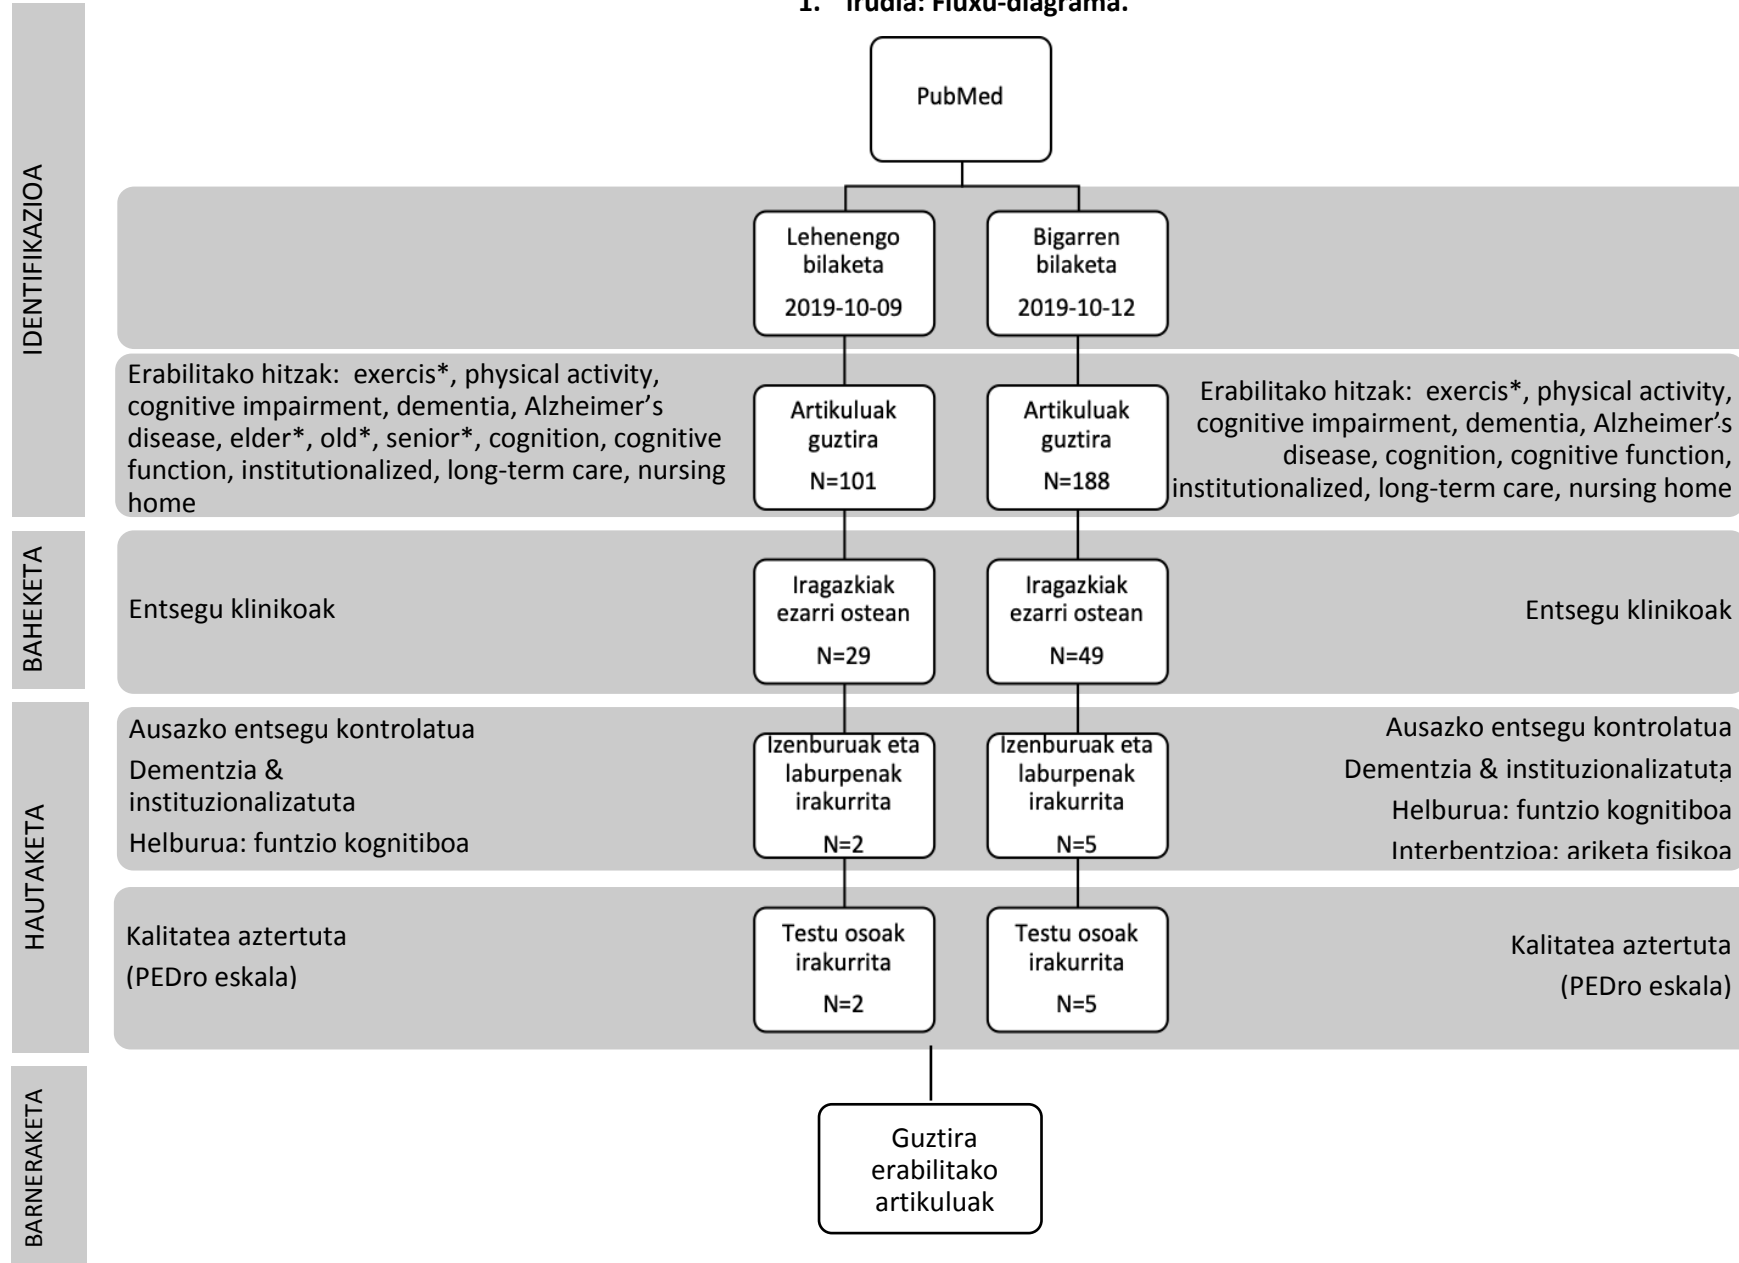 1. Irudia: Fluxu-diagrama.
PubMed
IDENTIFIKAZIOA
Lehenengo
bilaketa
2019-10-09
Bigarren
bilaketa
2019-10-12
Erabilitako hitzak: exercis*, physical activity,
cognitive impairment, dementia, Alzheimer’s
disease, elder*, old*, senior*, cognition, cognitive
function, institutionalized, long-term care, nursing
home
Artikuluak
guztira
N=101
Artikuluak
guztira
N=188
Erabilitako hitzak: exercis*, physical activity,
cognitive impairment, dementia, Alzheimer’s
disease, cognition, cognitive function,
institutionalized, long-term care, nursing home
BAHEKETA
Entsegu klinikoak
Iragazkiak
ezarri ostean
N=29
Iragazkiak
ezarri ostean
N=49
Entsegu klinikoak
HAUTAKETA
Ausazko entsegu kontrolatua
Dementzia &
instituzionalizatuta
Helburua: funtzio kognitiboa
Izenburuak eta
laburpenak
irakurrita
N=2
Izenburuak eta
laburpenak
irakurrita
N=5
Ausazko entsegu kontrolatua
Dementzia & instituzionalizatuta
Helburua: funtzio kognitiboa
Interbentzioa: ariketa fisikoa
Kalitatea aztertuta
(PEDro eskala)
Testu osoak
irakurrita
N=2
Testu osoak
irakurrita
N=5
Kalitatea aztertuta
(PEDro eskala)
BARNERAKETA
Guztira
erabilitako
artikuluak